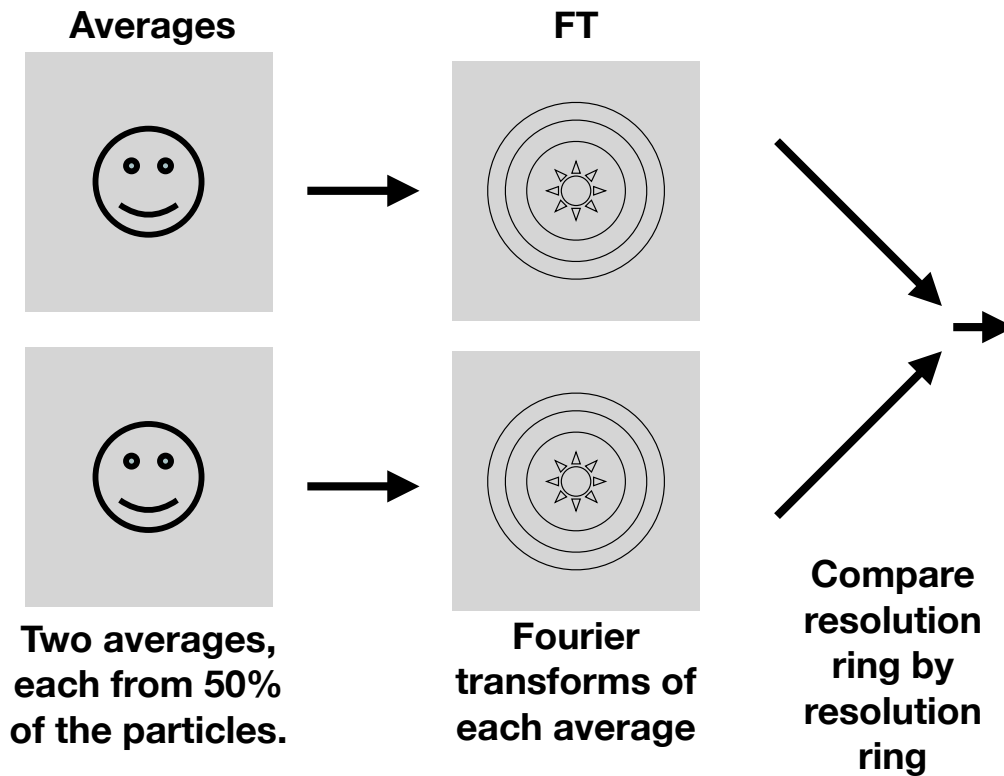 Averages
FT
Two averages,
each from 50%
of the particles.
Fourier
transforms of
each average
Compare
resolution
ring by
resolution
ring